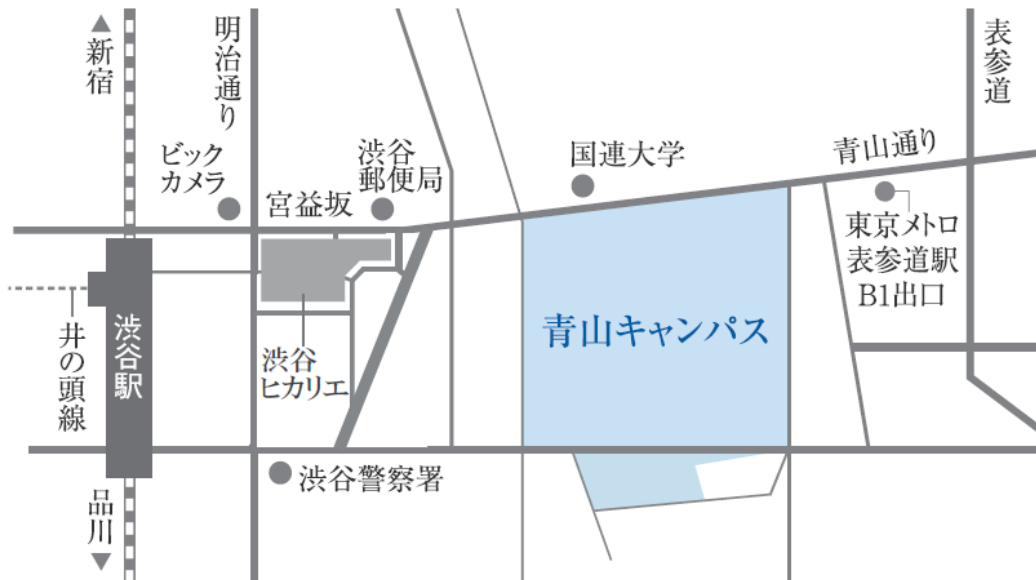 新宿
明治通り
ビック
カメラ
渋谷
郵便局
宮益坂
国連大学
青山通り
表参道
東京メトロ
表参道駅
B1出口
青山キャンパス
渋谷駅
井の頭線
渋谷
ヒカリエ
渋谷警察署
品川